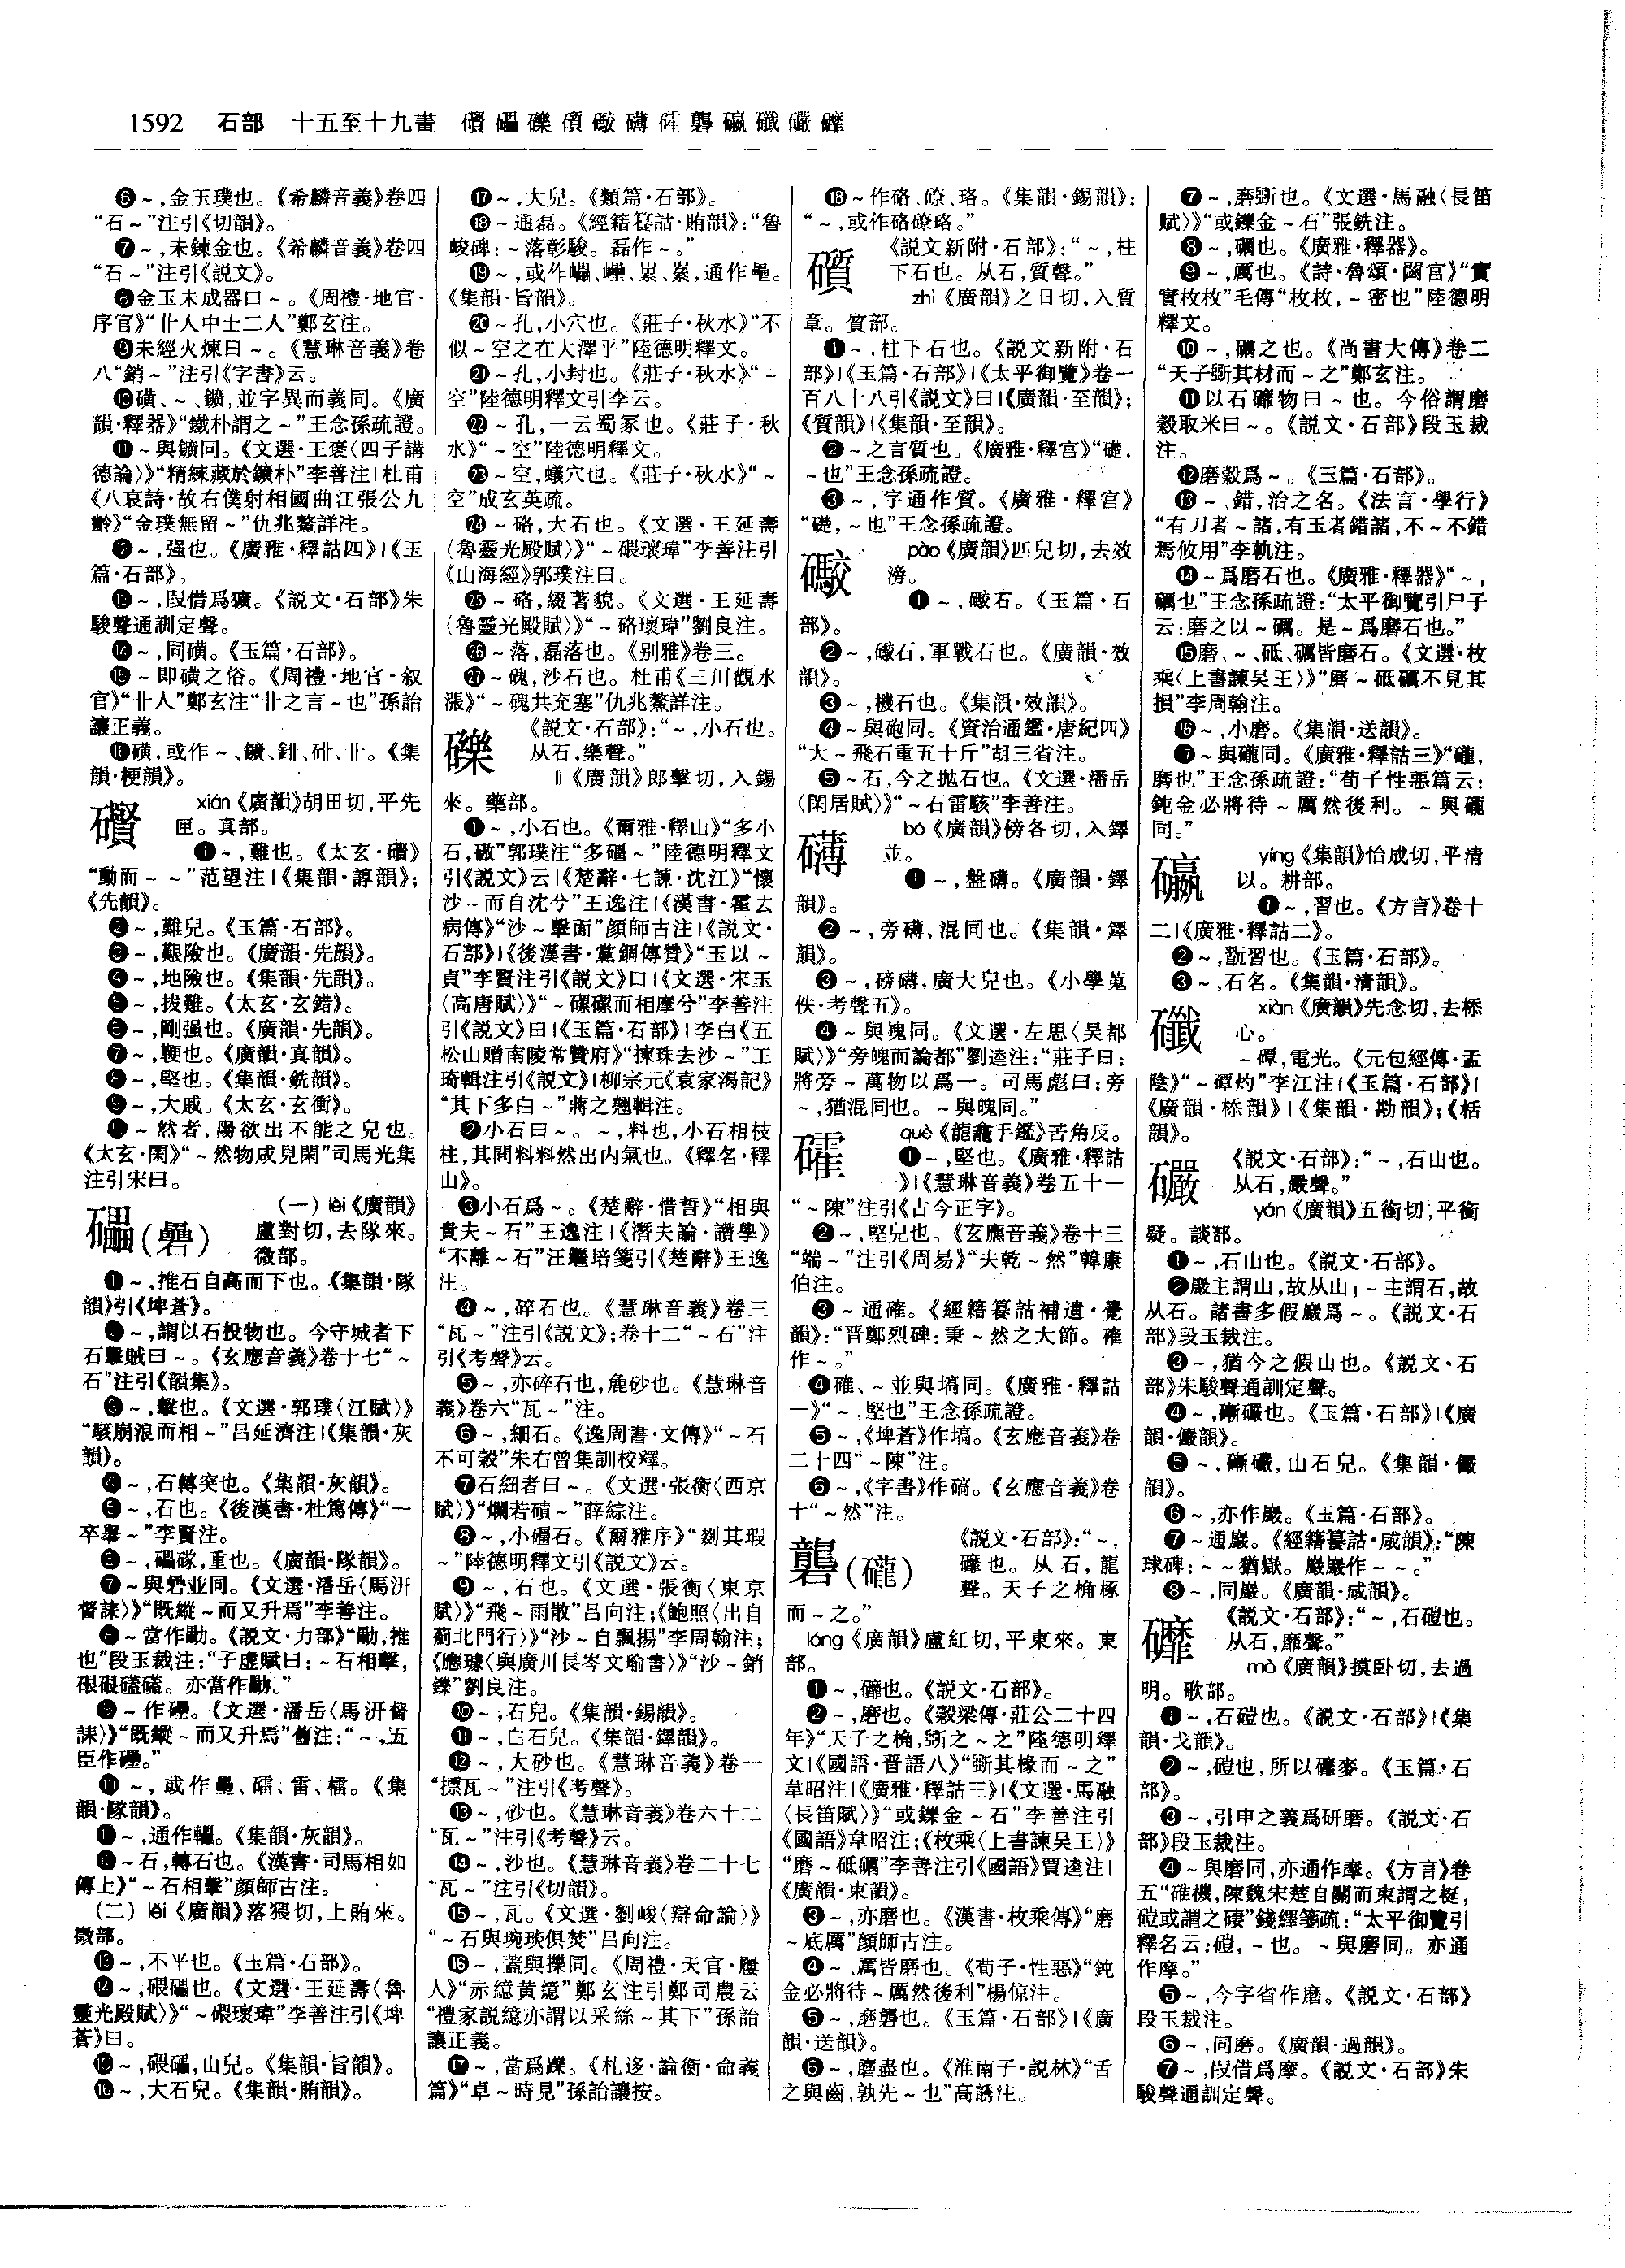 1592 石部 十五至十九畫 礥礧礫礩礮礴礭礱礯䃷礹礳
❻～,金玉璞也。《希麟音義》卷四
“石～”注引《切韻》。
❼～,未鍊金也。《希麟音義》卷四
“石～”注引《説文》。
❽金玉未成器曰～。《周禮·地官·
序官》“卝人中士二人”鄭玄注。
❾未經火煉曰～。《慧琳音義》卷
八“銷～”注引《字書》云。
❿磺、～、鑛,並字異而義同。《廣
韻·釋器》“鐵朴謂之～”王念孫疏證。
⓫～與鑛同。《文選·王褒〈四子講
德論〉》“精練藏於鑛朴”李善注|杜甫
《八哀詩·故右僕射相國曲江張公九
齡》“金璞無留～”仇兆鰲詳注。
⓬～,强也。《廣雅·釋詁四》|《玉
篇·石部》。
⓭～,叚借爲獷。《説文·石部》朱
駿聲通訓定聲。
⓮～,同磺。《玉篇·石部》。
⓯～即磺之俗。《周禮·地官·叙
官》“卝人”鄭玄注“卝之言～也”孫詒
讓正義。
⓰磺,或作～、鑛、釙、矿、卝。《集
韻·梗韻》。
礥 xián《廣韻》胡田切,平先
匣。真部。
❶～,難也。《太玄·礥》
“動而～～”范望注|《集韻·諄韻》;
《先韻》。
❷～,難皃。《玉篇·石部》。
❸～,艱險也。《廣韻·先韻》。
❹～,地險也。《集韻·先韻》。
❺～,拔難。《太玄·玄錯》。
❻～,剛强也。《廣韻·先韻》。
❼～,鞕也。《廣韻·真韻》。
❽～,堅也。《集韻·銑韻》。
❾～,大戚。《太玄·玄衝》。
❿～然者,陽欲出不能之皃也。
《太玄·閑》“～然物咸見閑”司馬光集
注引宋曰。
礧(礨) (一)lèi《廣韻》
盧對切,去隊來。
微部。
❶～,推石自高而下也。《集韻·隊
韻》引《埤蒼》。
❷～,謂以石投物也。今守城者下
石擊賊曰～。《玄應音義》卷十七“～
石”注引《韻集》。
❸～,擊也。《文選·郭璞〈江賦〉》
“駭崩浪而相～”吕延濟注|《集韻·灰
韻》。
❹～,石轉突也。《集韻·灰韻》。
❺～,石也。《後漢書·杜篤傳》“一
卒舉～”李賢注。
❻～,礧硋,重也。《廣韻·隊韻》。
❼～與礨並同。《文選·潘岳〈馬汧
督誄〉》“既縱～而又升焉”李善注。
❽～當作勵。《説文·力部》“勵,推
也”段玉裁注:“子虚賦曰:～石相擊,
硠硠礚礚。亦當作勵。”
❾～作礌。《文選·潘岳〈馬汧督
誄〉》“既縱～而又升焉”舊注:“～,五
臣作礌。”
❿～,或作壘、礌、雷、檑。《集
韻·隊韻》。
⓫～,通作轠。《集韻·灰韻》。
⓬～石,轉石也。《漢書·司馬相如
傳上》“～石相擊”顔師古注。
(二)lěi《廣韻》落猥切,上賄來。
微部。
⓭～,不平也。《玉篇·石部》。
⓮～,碨礧也。《文選·王延壽〈魯
靈光殿賦〉》“～碨瓌瑋”李善注引《埤
蒼》曰。
⓯～,碨礧,山皃。《集韻·旨韻》。
⓰～,大石皃。《集韻·賄韻》。
⓱～,大皃。《類篇·石部》。
⓲～通磊。《經籍籑詁·賄韻》:“魯
峻碑:～落彰駿。磊作～。”
⓳～,或作㠥、㠑、㟪、嵔,通作壘。
《集韻·旨韻》。
⓴～孔,小穴也。《莊子·秋水》“不
似～空之在大澤乎”陸德明釋文。
㉑～孔,小封也。《莊子·秋水》“～
空”陸德明釋文引李云。
㉒～孔,一云蜀冢也。《莊子·秋
水》“～空”陸德明釋文。
㉓～空,蟻穴也。《莊子·秋水》“～
空”成玄英疏。
㉔～硌,大石也。《文選·王延壽
〈魯靈光殿賦〉》“～碨瓌瑋”李善注引
《山海經》郭璞注曰。
㉕～硌,綴著貌。《文選·王延壽
〈魯靈光殿賦〉》“～硌瓌瑋”劉良注。
㉖～落,磊落也。《别雅》卷三。
㉗～磈,沙石也。杜甫《三川觀水
漲》“～磈共充塞”仇兆鰲詳注。
礫 《説文·石部》:“～,小石也。
从石,樂聲。”
lì《廣韻》郎擊切,入錫
來。藥部。
❶～,小石也。《爾雅·釋山》“多小
石,磝”郭璞注“多礓～”陸德明釋文
引《説文》云|《楚辭·七諫·沈江》“懷
沙～而自沈兮”王逸注|《漢書·霍去
病傳》“沙～擊面”顔師古注|《説文·
石部》|《後漢書·黨錮傳贊》“玉以～
貞”李賢注引《説文》曰|《文選·宋玉
〈高唐賦〉》“～磥磥而相摩兮”李善注
引《説文》曰|《玉篇·石部》|李白《五
松山贈南陵常贊府》“揀珠去沙～”王
琦輯注引《説文》|柳宗元《袁家渴記》
“其下多白～”蔣之翹輯注。
❷小石曰～。～,料也,小石相枝
柱,其間料料然出内氣也。《釋名·釋
山》。
❸小石爲～。《楚辭·惜誓》“相與
貴夫～石”王逸注|《潛夫論·讚學》
“不離～石”汪繼培箋引《楚辭》王逸
注。
❹～,碎石也。《慧琳音義》卷三
“瓦～”注引《説文》;卷十二“～石”注
引《考聲》云。
❺～,亦碎石也,麁砂也。《慧琳音
義》卷六“瓦～”注。
❻～,細石。《逸周書·文傳》“～石
不可穀”朱右曾集訓校釋。
❼石細者曰～。《文選·張衡〈西京
賦〉》“爛若磧～”薛綜注。
❽～,小礓石。《爾雅序》“劉其瑕
～”陸德明釋文引《説文》云。
❾～,石也。《文選·張衡〈東京
賦〉》“飛～雨散”吕向注;《鮑照〈出自
薊北門行〉》“沙～自飄揚”李周翰注;
《應璩〈與廣川長岑文瑜書〉》“沙～銷
鑠”劉良注。
❿～,石皃。《集韻·錫韻》。
⓫～,白石皃。《集韻·鐸韻》。
⓬～,大砂也。《慧琳音義》卷一
“摽瓦～”注引《考聲》。
⓭～,砂也。《慧琳音義》卷六十二
“瓦～”注引《考聲》云。
⓮～,沙也。《慧琳音義》卷二十七
“瓦～”注引《切韻》。
⓯～,瓦。《文選·劉峻〈辯命論〉》
“～石與琬琰俱焚”吕向注。
⓰～,蓋與擽同。《周禮·天官·屨
人》“赤繶黄繶”鄭玄注引鄭司農云
“禮家説繶亦謂以采絲～其下”孫詒
讓正義。
⓱～,當爲躒。《札迻·論衡·命義
篇》“卓～時見”孫詒讓按。
⓲～作硌、礋、珞。《集韻·錫韻》:
“～,或作硌礋珞。”
礩 《説文新附·石部》:“～,柱
下石也。从石,質聲。”
zhì《廣韻》之日切,入質
章。質部。
❶～,柱下石也。《説文新附·石
部》|《玉篇·石部》|《太平御覽》卷一
百八十八引《説文》曰|《廣韻·至韻》;
《質韻》|《集韻·至韻》。
❷～之言質也。《廣雅·釋宫》“礎,
～也”王念孫疏證。
❸～,字通作質。《廣雅·釋宫》
“礎,～也”王念孫疏證。
礮 pào《廣韻》匹皃切,去效
滂。
❶～,礮石。《玉篇·石
部》。
❷～,礮石,軍戰石也。《廣韻·效
韻》。
❸～,機石也。《集韻·效韻》。
❹～與砲同。《資治通鑑·唐紀四》
“大～飛石重五十斤”胡三省注。
❺～石,今之抛石也。《文選·潘岳
〈閑居賦〉》“～石雷駭”李善注。
礴 bó《廣韻》傍各切,入鐸
並。
❶～,盤礴。《廣韻·鐸
韻》。
❷～,旁礴,混同也。《集韻·鐸
韻》。
❸～,磅礴,廣大皃也。《小學蒐
佚·考聲五》。
❹～與魄同。《文選·左思〈吴都
賦〉》“旁魄而論都”劉逵注:“莊子曰:
將旁～萬物以爲一。司馬彪曰:旁
～,猶混同也。～與魄同。”
礭 què《龍龕手鑑》苦角反。
❶～,堅也。《廣雅·釋詁
一》|《慧琳音義》卷五十一
“～陳”注引《古今正字》。
❷～,堅皃也。《玄應音義》卷十三
“端～”注引《周易》“夫乾～然”韓康
伯注。
❸～通確。《經籍籑詁補遺·覺
韻》:“晋鄭烈碑:秉～然之大節。確
作～。”
❹確、～並與塙同。《廣雅·釋詁
一》“～,堅也”王念孫疏證。
❺～,《埤蒼》作塙。《玄應音義》卷
二十四“～陳”注。
❻～,《字書》作碻。《玄應音義》卷
十“～然”注。
礱(礲) 《説文·石部》:“～,
䃺也。从石,龍
聲。天子之桷椓
而～之。”
lóng《廣韻》盧紅切,平東來。東
部。
❶～,䃺也。《説文·石部》。
❷～,磨也。《穀梁傳·莊公二十四
年》“天子之桷,斲之～之”陸德明釋
文|《國語·晋語八》“斲其椽而～之”
韋昭注|《廣雅·釋詁三》|《文選·馬融
〈長笛賦〉》“或鑠金～石”李善注引
《國語》韋昭注;《枚乘〈上書諫吴王〉》
“磨～砥礪”李善注引《國語》賈逵注|
《廣韻·東韻》。
❸～,亦磨也。《漢書·枚乘傳》“磨
～底厲”顔師古注。
❹～、厲皆磨也。《荀子·性惡》“鈍
金必將待～厲然後利”楊倞注。
❺～,磨礱也。《玉篇·石部》|《廣
韻·送韻》。
❻～,磨盡也。《淮南子·説林》“舌
之與齒,孰先～也”高誘注。
❼～,磨斲也。《文選·馬融〈長笛
賦〉》“或鑠金～石”張銑注。
❽～,礪也。《廣雅·釋器》。
❾～,厲也。《詩·魯頌·閟宫》“實
實枚枚”毛傳“枚枚,～密也”陸德明
釋文。
❿～,礪之也。《尚書大傳》卷二
“天子斲其材而～之”鄭玄注。
⓫以石䃺物曰～也。今俗謂磨
穀取米曰～。《説文·石部》段玉裁
注。
⓬磨穀爲～。《玉篇·石部》。
⓭～、錯,治之名。《法言·學行》
“有刀者～諸,有玉者錯諸,不～不錯
焉攸用”李軌注。
⓮～爲磨石也。《廣雅·釋器》“～,
礪也”王念孫疏證:“太平御覽引尸子
云:磨之以～礪。是～爲磨石也。”
⓯磨、～、砥、礪皆磨石。《文選·枚
乘〈上書諫吴王〉》“磨～砥礪不見其
損”李周翰注。
⓰～,小磨。《集韻·送韻》。
⓱～與礲同。《廣雅·釋詁三》“礲,
磨也”王念孫疏證:“荀子性惡篇云:
鈍金必將待～厲然後利。～與礲
同。”
yíng《集韻》怡成切,平清
以。耕部。
❶～,習也。《方言》卷十
二|《廣雅·釋詁二》。
❷～,翫習也。《玉篇·石部》。
❸～,石名。《集韻·清韻》。
xiàn《廣韻》先念切,去㮇
心。
～磹,電光。《元包經傳·孟
陰》“～磹灼”李江注|《玉篇·石部》|
《廣韻·㮇韻》|《集韻·勘韻》;《栝
韻》。
礹 《説文·石部》:“～,石山也。
从石,嚴聲。”
yán《廣韻》五銜切,平銜
疑。談部。
❶～,石山也。《説文·石部》。
❷嚴主謂山,故从山;～主謂石,故
从石。諸書多假巖爲～。《説文·石
部》段玉裁注。
❸～,猶今之假山也。《説文·石
部》朱駿聲通訓定聲。
❹～,磛礹也。《玉篇·石部》|《廣
韻·儼韻》。
❺～,磛礹,山石皃。《集韻·儼
韻》。
❻～,亦作巖。《玉篇·石部》。
❼～通巖。《經籍籑詁·咸韻》:“陳
球碑:～～猶嶽。巖巖作～～。”
❽～,同巖。《廣韻·咸韻》。
礳 《説文·石部》:“～,石磑也。
从石,靡聲。”
mò《廣韻》摸卧切,去過
明。歌部。
❶～,石磑也。《説文·石部》|《集
韻·戈韻》。
❷～,磑也,所以䃺麥。《玉篇·石
部》。
❸～,引申之義爲研磨。《説文·石
部》段玉裁注。
❹～與磨同,亦通作摩。《方言》卷
五“碓機,陳魏宋楚自關而東謂之梴,
磑或謂之䃀”錢繹箋疏:“太平御覽引
釋名云:磑,～也。～與磨同。亦通
作摩。”
❺～,今字省作磨。《説文·石部》
段玉裁注。
❻～,同磨。《廣韻·過韻》。
❼～,叚借爲摩。《説文·石部》朱
駿聲通訓定聲。